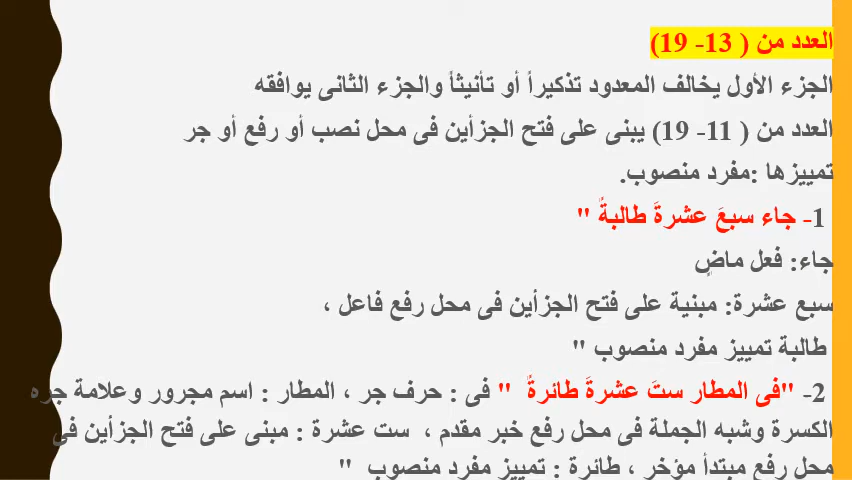 العدد من ( 13- 19)
الجزء الأول يخالف المعدود تذكيراً أو تأنيثاً والجزء الثانى يوافقه
العدد من ( 11- 19) يبنى على فتح الجزأين فى محل نصب أو رفع أو جر
تمييزها :مفرد منصوب.
1- جاء سبعَ عشرةَ طالبةٌ "
جاء: فعل ماضٍ
سبع عشرة: مبنية على فتح الجزأين فى محل رفع فاعل ،
طالبة تمييز مفرد منصوب "
2- "فى المطار ستَ عشرةَ طائرةٌ " فى : حرف جر ، المطار : اسم مجرور وعلامة جره
الكسرة وشبه الجملة فى محل رفع خبر مقدم ، ست عشرة : مبنى على فتح الجزأين فى
محل رفع مبتدأ مؤخر ، طائرة : تمييز مفرد منصوب "